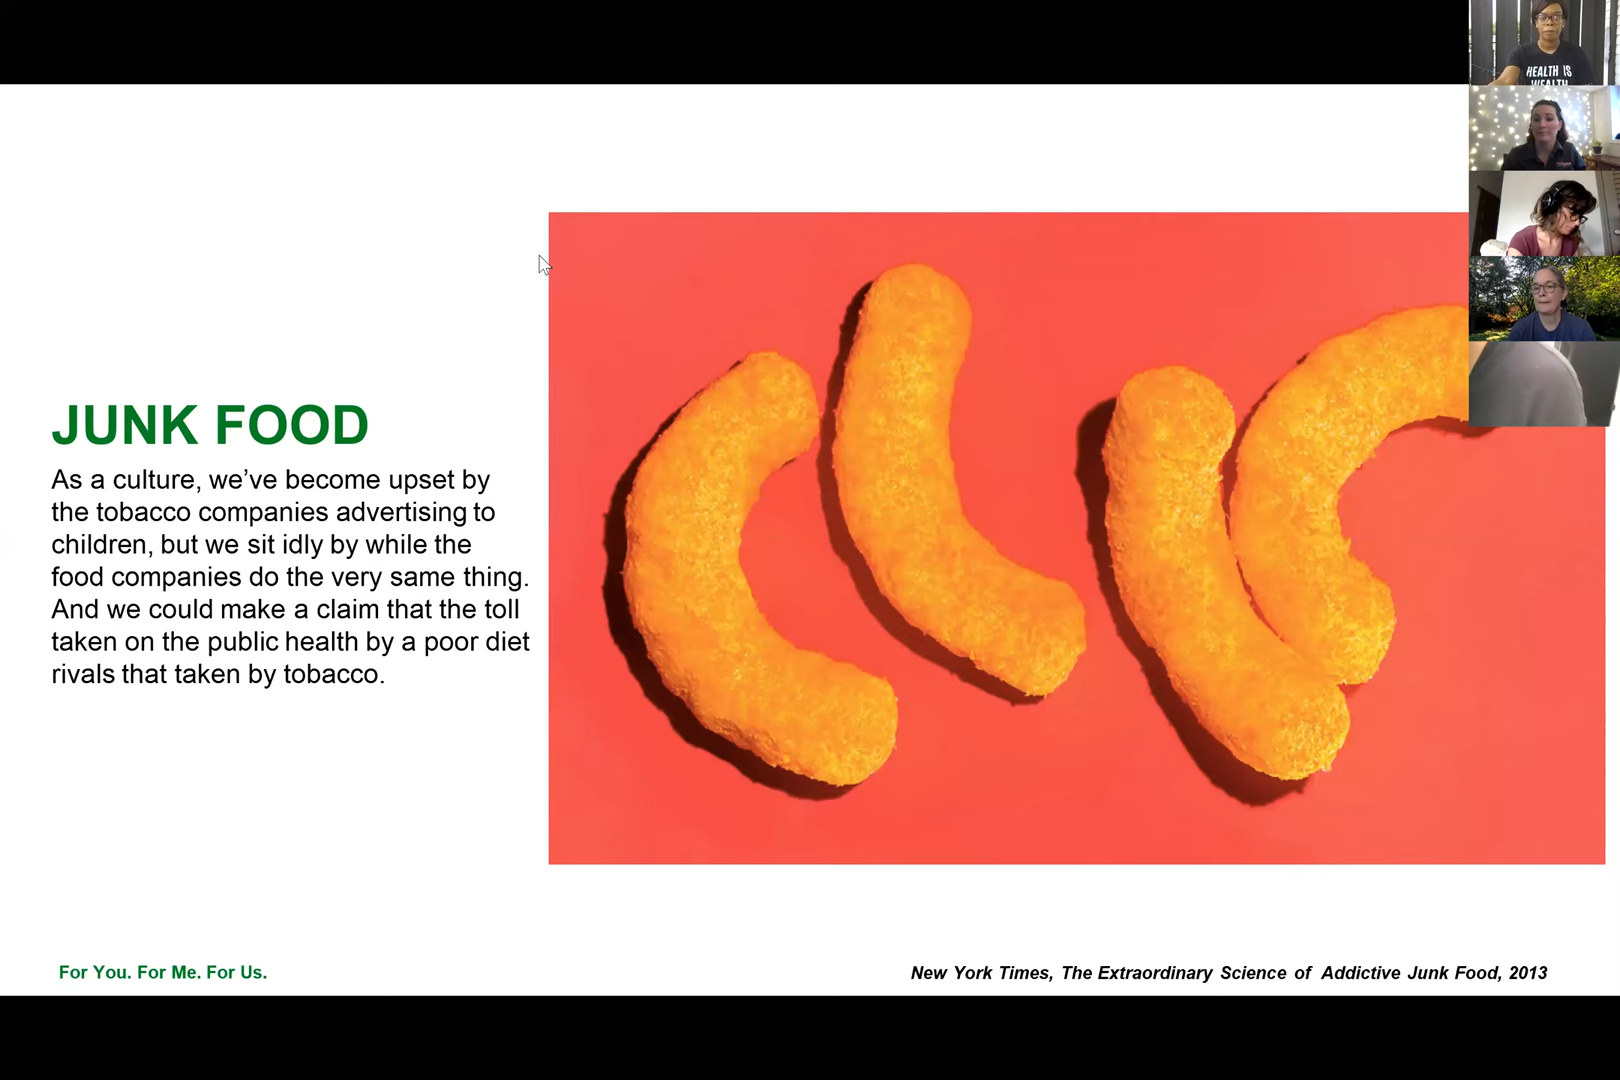 HEALTH IS
WEALTH
JUNK FOOD
As a culture, we’ve become upset by
the tobacco companies advertising to
children, but we sit idly by while the
food companies do the very same thing.
And we could make a claim that the toll
taken on the public health by a poor diet
rivals that taken by tobacco.
For You. For Me. For Us.
New York Times, The Extraordinary Science of Addictive Junk Food, 2013